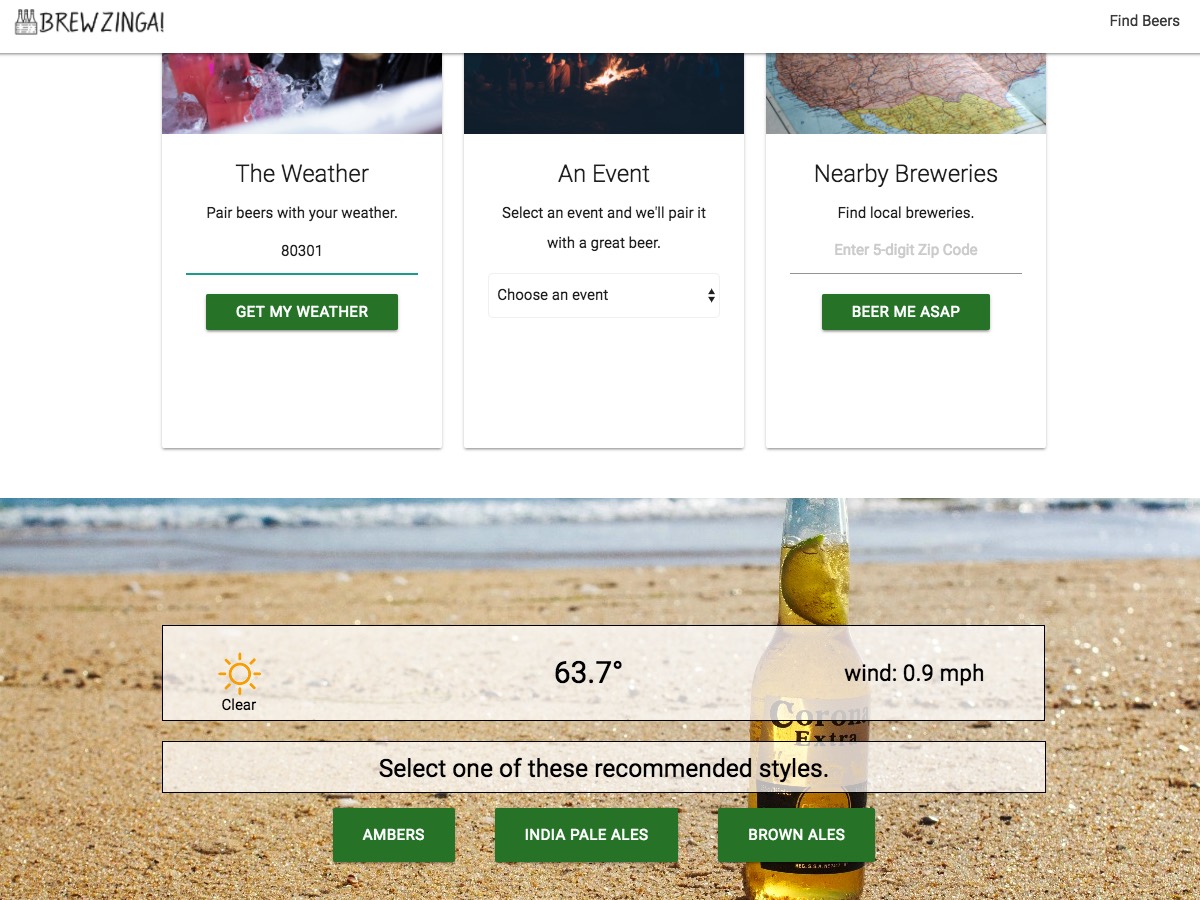 BREWZINGA!
Find Beers
The Weather
Pair beers with your weather.
80301
GET MY WEATHER
An Event
Select an event and we'll pair it
with a great beer.
Choose an event
Nearby Breweries
Find local breweries.
Enter 5-digit Zip Code
BEER ME ASAP
63.7°
wind: 0.9 mph
Clear
Corona
Extra
Select one of these recommended styles.
AMBERS
INDIA PALE ALES
BROWN ALES